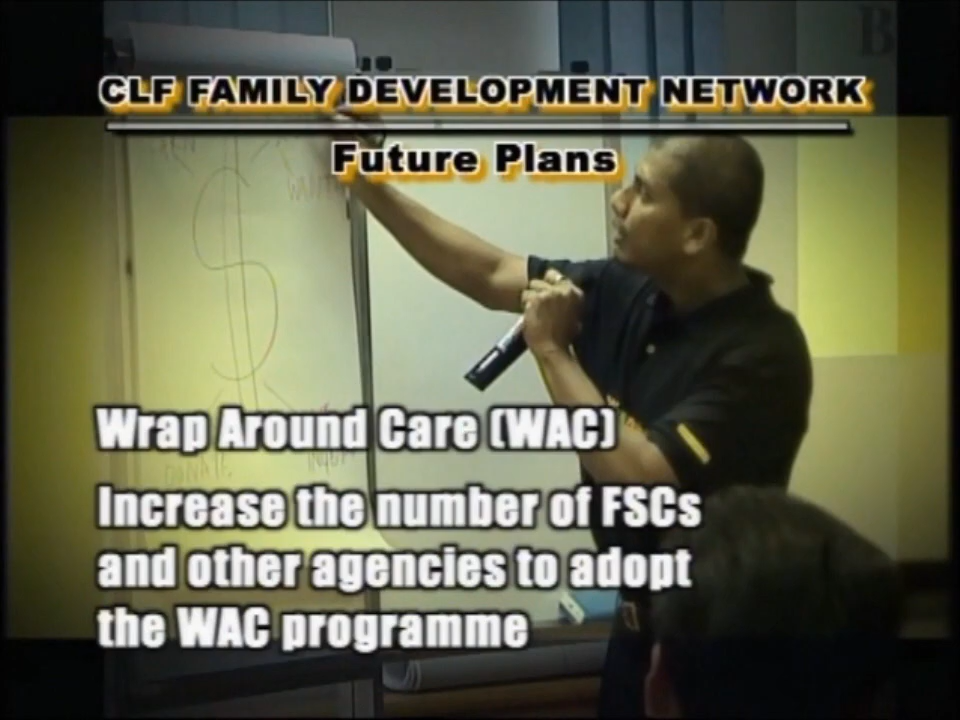 B
CLF FAMILY DEVELOPMENT NETWORK
Future Plans
Wrap Around Care (WAC)
DONATE
Increase the number of FSCs
and other agencies to adopt
the WAC programme